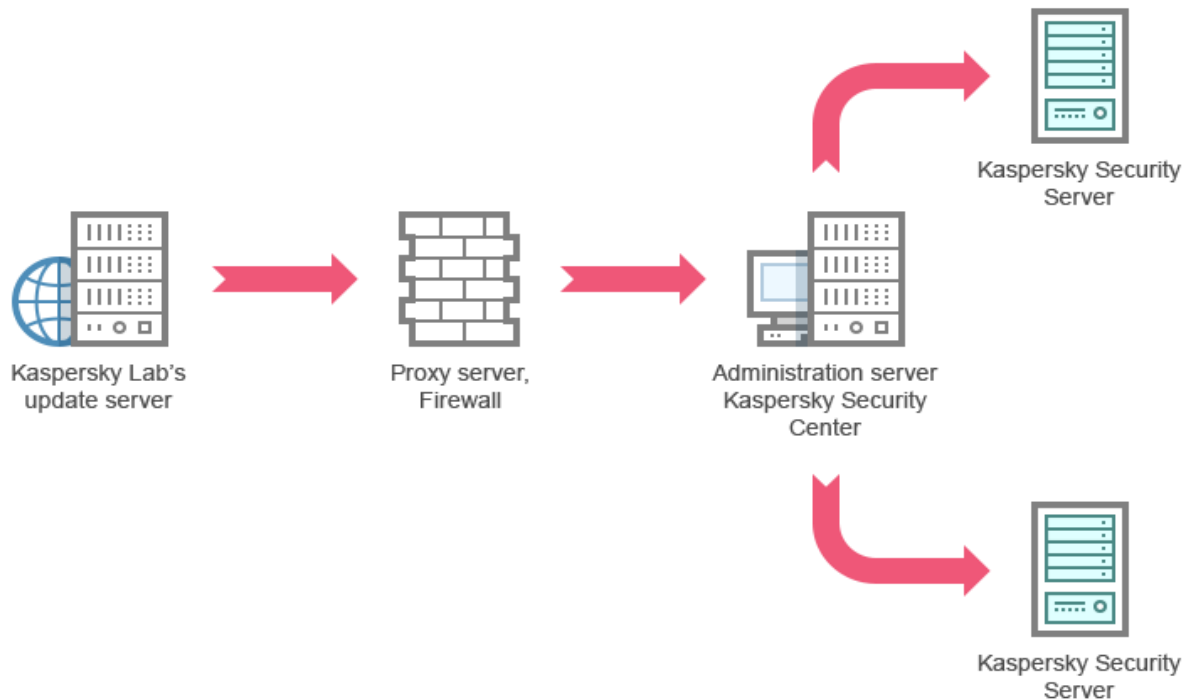 Kaspersky Security
Server
Kaspersky Lab’s
update server
Proxy server,
Firewall
Administration server
Kaspersky Security
Center
Kaspersky Security
Server